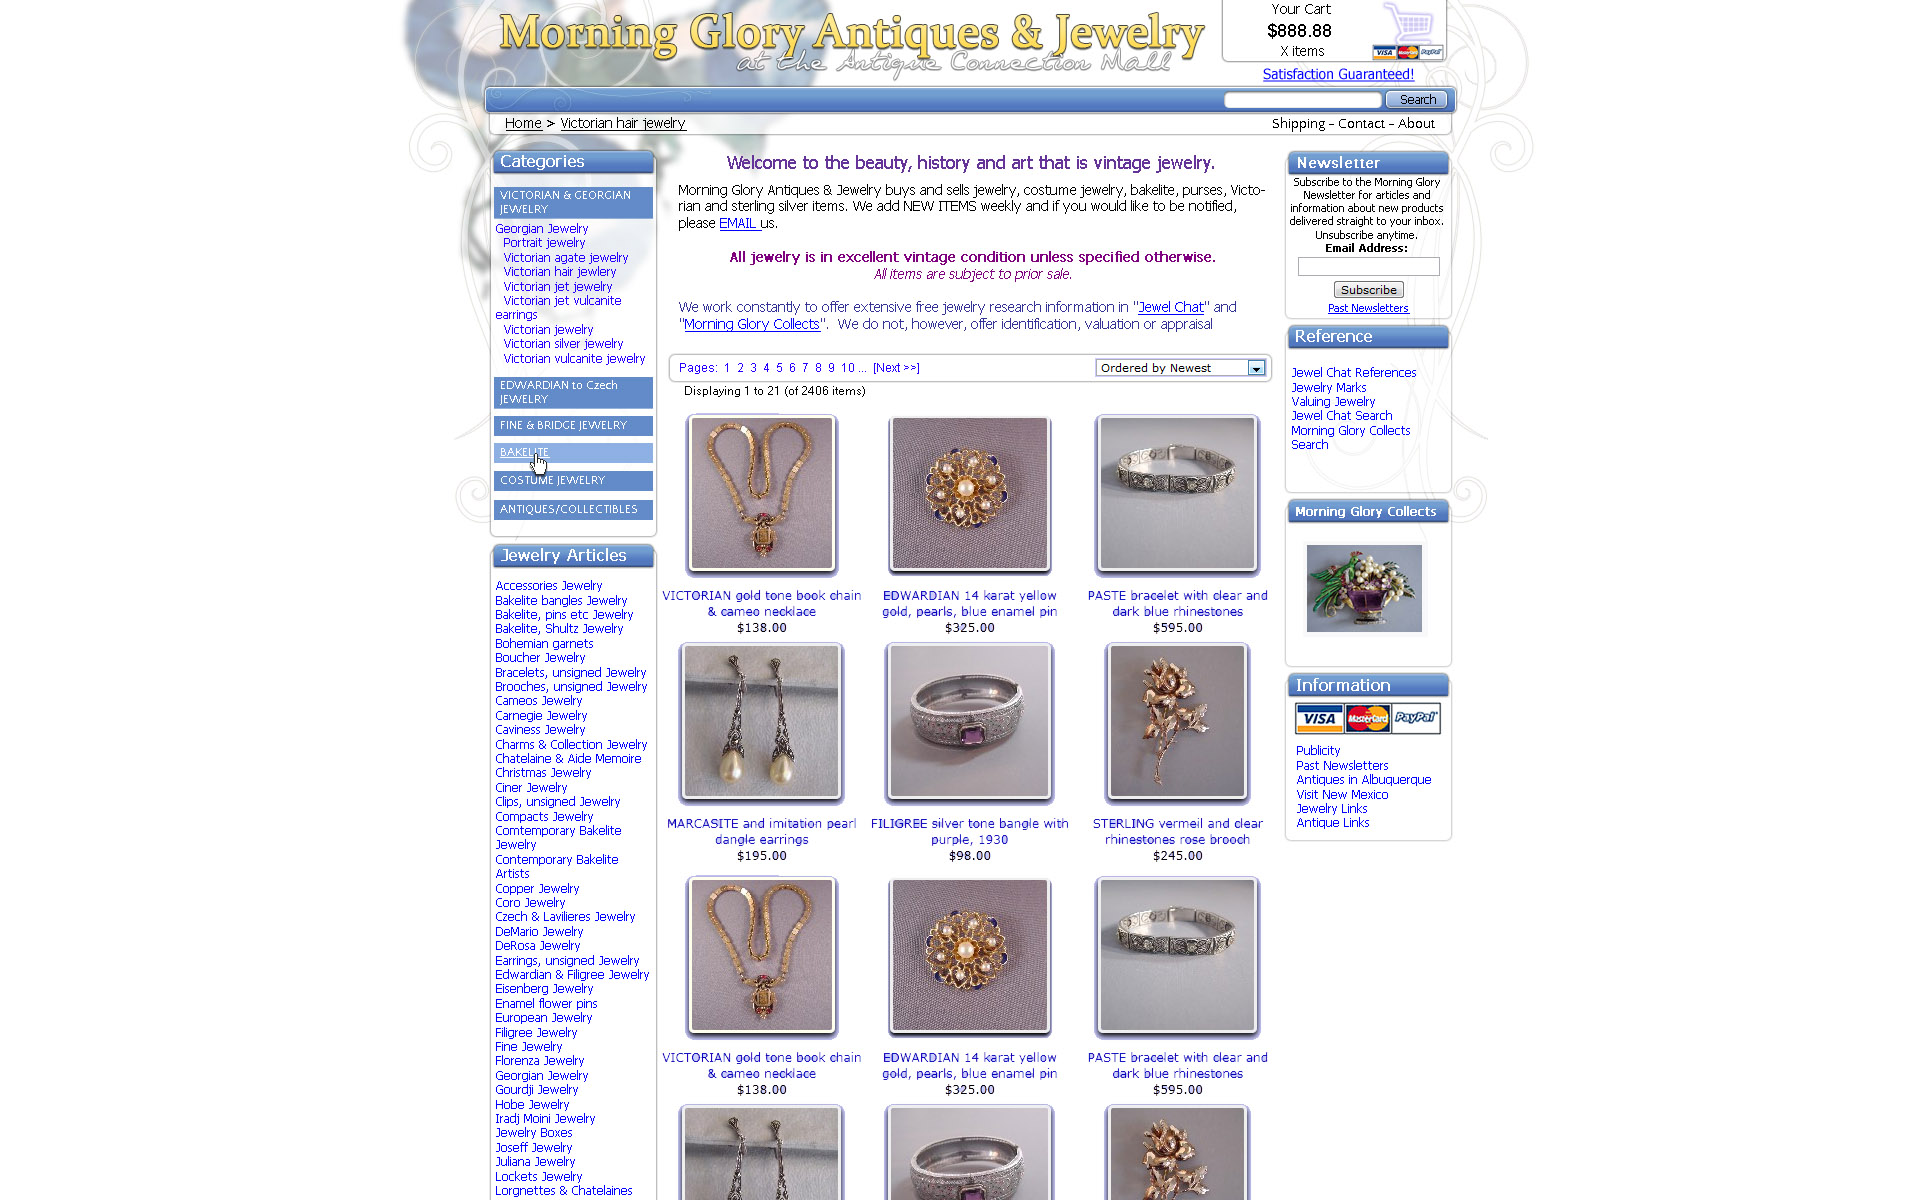 Morning Glory Antiques & Jewelry
at the Antique Connection Mall
Your Cart
$888.88
X items
VISA MasterCard PayPal
Satisfaction Guaranteed!
Search
Home > Victorian hair jewelry
Shipping - Contact - About
Categories
VICTORIAN & GEORGIAN
JEWELRY
Georgian Jewelry
Portrait jewelry
Victorian agate jewelry
Victorian hair jewlery
Victorian jet jewelry
Victorian jet vulcanite
earrings
Victorian jewelry
Victorian silver jewelry
Victorian vulcanite jewelry
EDWARDIAN to Czech
JEWELRY
FINE & BRIDGE JEWELRY
BAKELITE
COSTUME JEWELRY
ANTIQUES/COLLECTIBLES
Jewelry Articles
Accessories Jewelry
Bakelite bangles Jewelry
Bakelite, pins etc Jewelry
Bakelite, Shultz Jewelry
Bohemian garnets
Boucher Jewelry
Bracelets, unsigned Jewelry
Brooches, unsigned Jewelry
Cameos Jewelry
Carnegie Jewelry
Caviness Jewelry
Charms & Collection Jewelry
Chatelaine & Aide Memoire
Christmas Jewelry
Ciner Jewelry
Clips, unsigned Jewelry
Compacts Jewelry
Comtemporary Bakelite
Jewelry
Contemporary Bakelite
Artists
Copper Jewelry
Coro Jewelry
Czech & Lavilieres Jewelry
DeMario Jewelry
DeRosa Jewelry
Earrings, unsigned Jewelry
Edwardian & Filigree Jewelry
Eisenberg Jewelry
Enamel flower pins
European Jewelry
Filigree Jewelry
Fine Jewelry
Florenza Jewelry
Georgian Jewelry
Gourdji Jewelry
Hobe Jewelry
Iradj Moini Jewelry
Jewelry Boxes
Joseff Jewelry
Juliana Jewelry
Lockets Jewelry
Lorgnettes & Chatelaines
Welcome to the beauty, history and art that is vintage jewelry.
Morning Glory Antiques & Jewelry buys and sells jewelry, costume jewelry, bakelite, purses, Victo-
rian and sterling silver items. We add NEW ITEMS weekly and if you would like to be notified,
please EMAIL us.
All jewelry is in excellent vintage condition unless specified otherwise.
All items are subject to prior sale.
We work constantly to offer extensive free jewelry research information in "Jewel Chat" and
"Morning Glory Collects". We do not, however, offer identification, valuation or appraisal
Pages: 1 2 3 4 5 6 7 8 9 10 ... [Next >>]
Ordered by Newest
Displaying 1 to 21 (of 2406 items)
VICTORIAN gold tone book chain
& cameo necklace
$138.00
EDWARDIAN 14 karat yellow
gold, pearls, blue enamel pin
$325.00
PASTE bracelet with clear and
dark blue rhinestones
$595.00
MARCASITE and imitation pearl
dangle earrings
$195.00
FILIGREE silver tone bangle with
purple, 1930
$98.00
STERLING vermeil and clear
rhinestones rose brooch
$245.00
VICTORIAN gold tone book chain
& cameo necklace
$138.00
EDWARDIAN 14 karat yellow
gold, pearls, blue enamel pin
$325.00
PASTE bracelet with clear and
dark blue rhinestones
$595.00
Newsletter
Subscribe to the Morning Glory
Newsletter for articles and
information about new products
delivered straight to your inbox.
Unsubscribe anytime.
Email Address:
Subscribe
Past Newsletters
Reference
Jewel Chat References
Jewelry Marks
Valuing Jewelry
Jewel Chat Search
Morning Glory Collects
Search
Morning Glory Collects
Information
VISA MasterCard PayPal
Publicity
Past Newsletters
Antiques in Albuquerque
Visit New Mexico
Jewelry Links
Antique Links